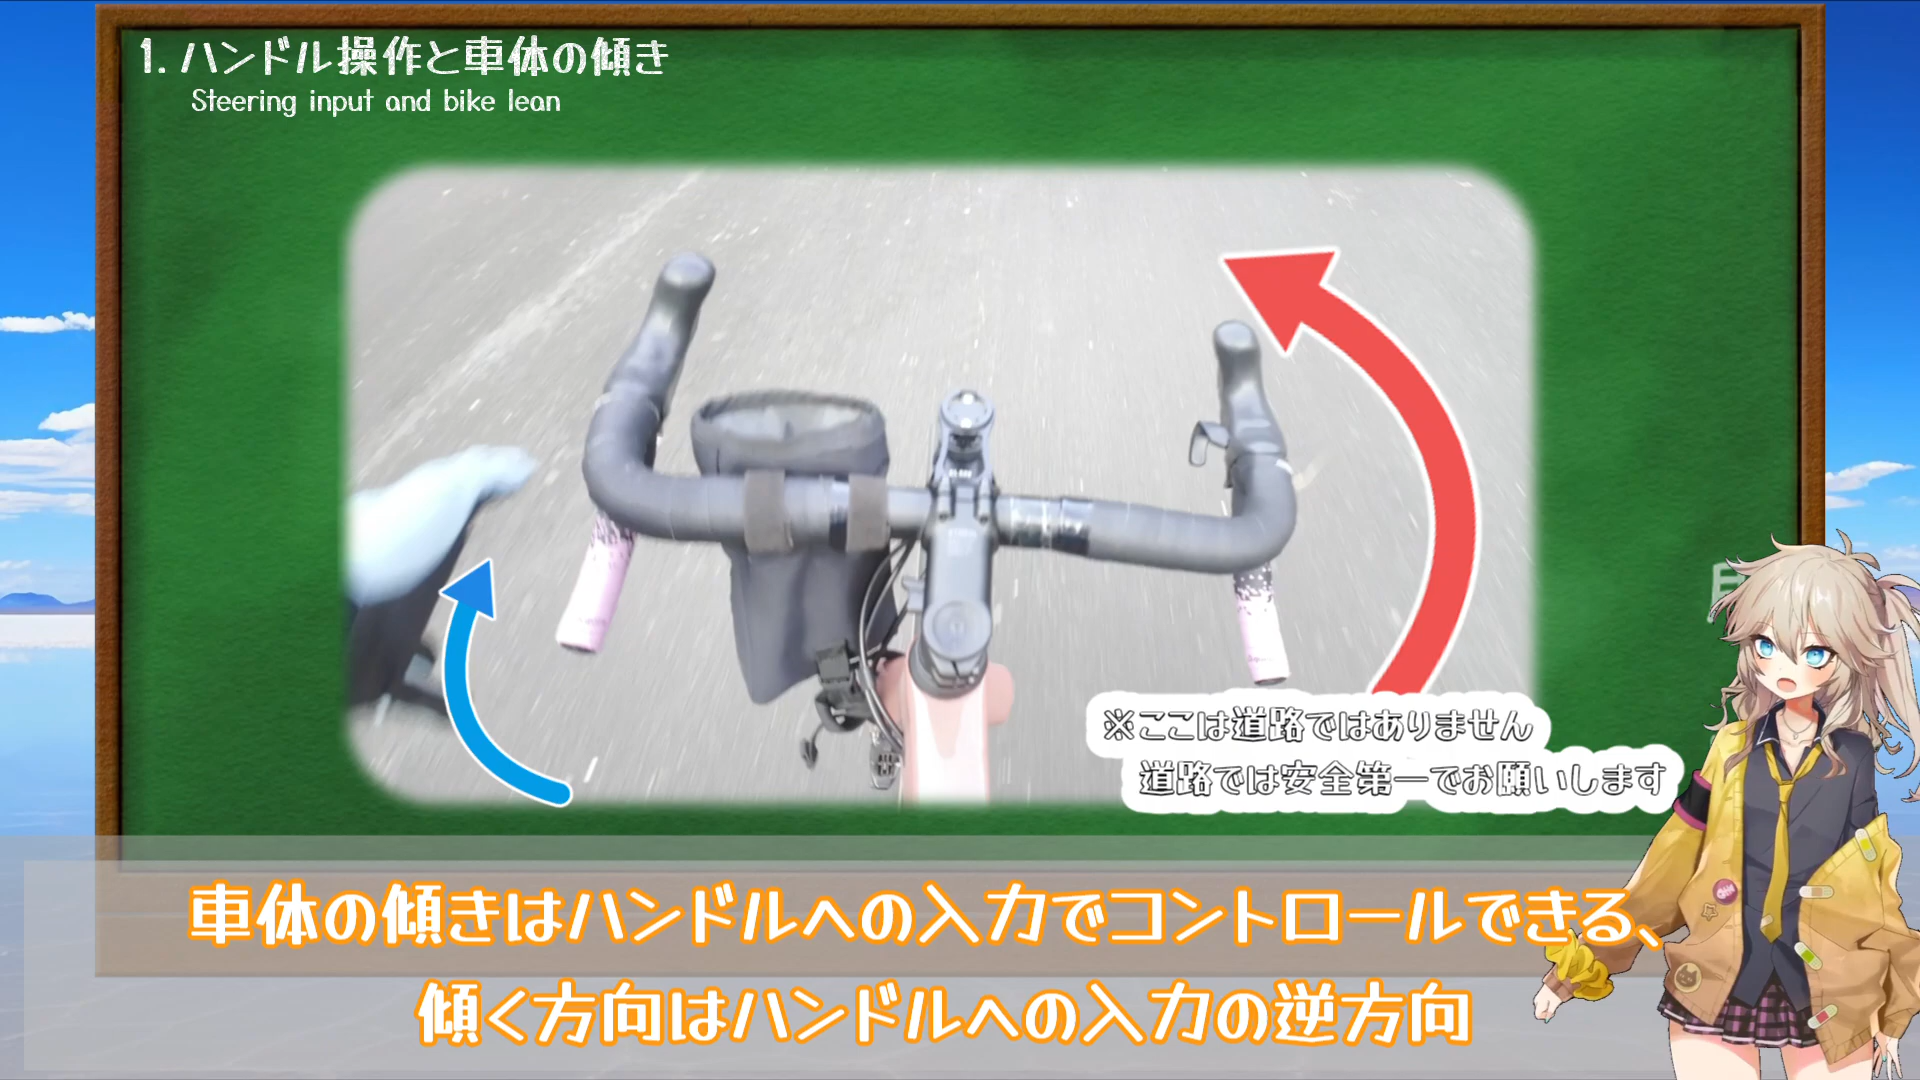 1. ハンドル操作と車体の傾き
Steering input and bike lean
※ここは道路ではありません
道路では安全第一でお願いします
車体の傾きはハンドルへの入力でコントロールできる、
傾く方向はハンドルへの入力の逆方向